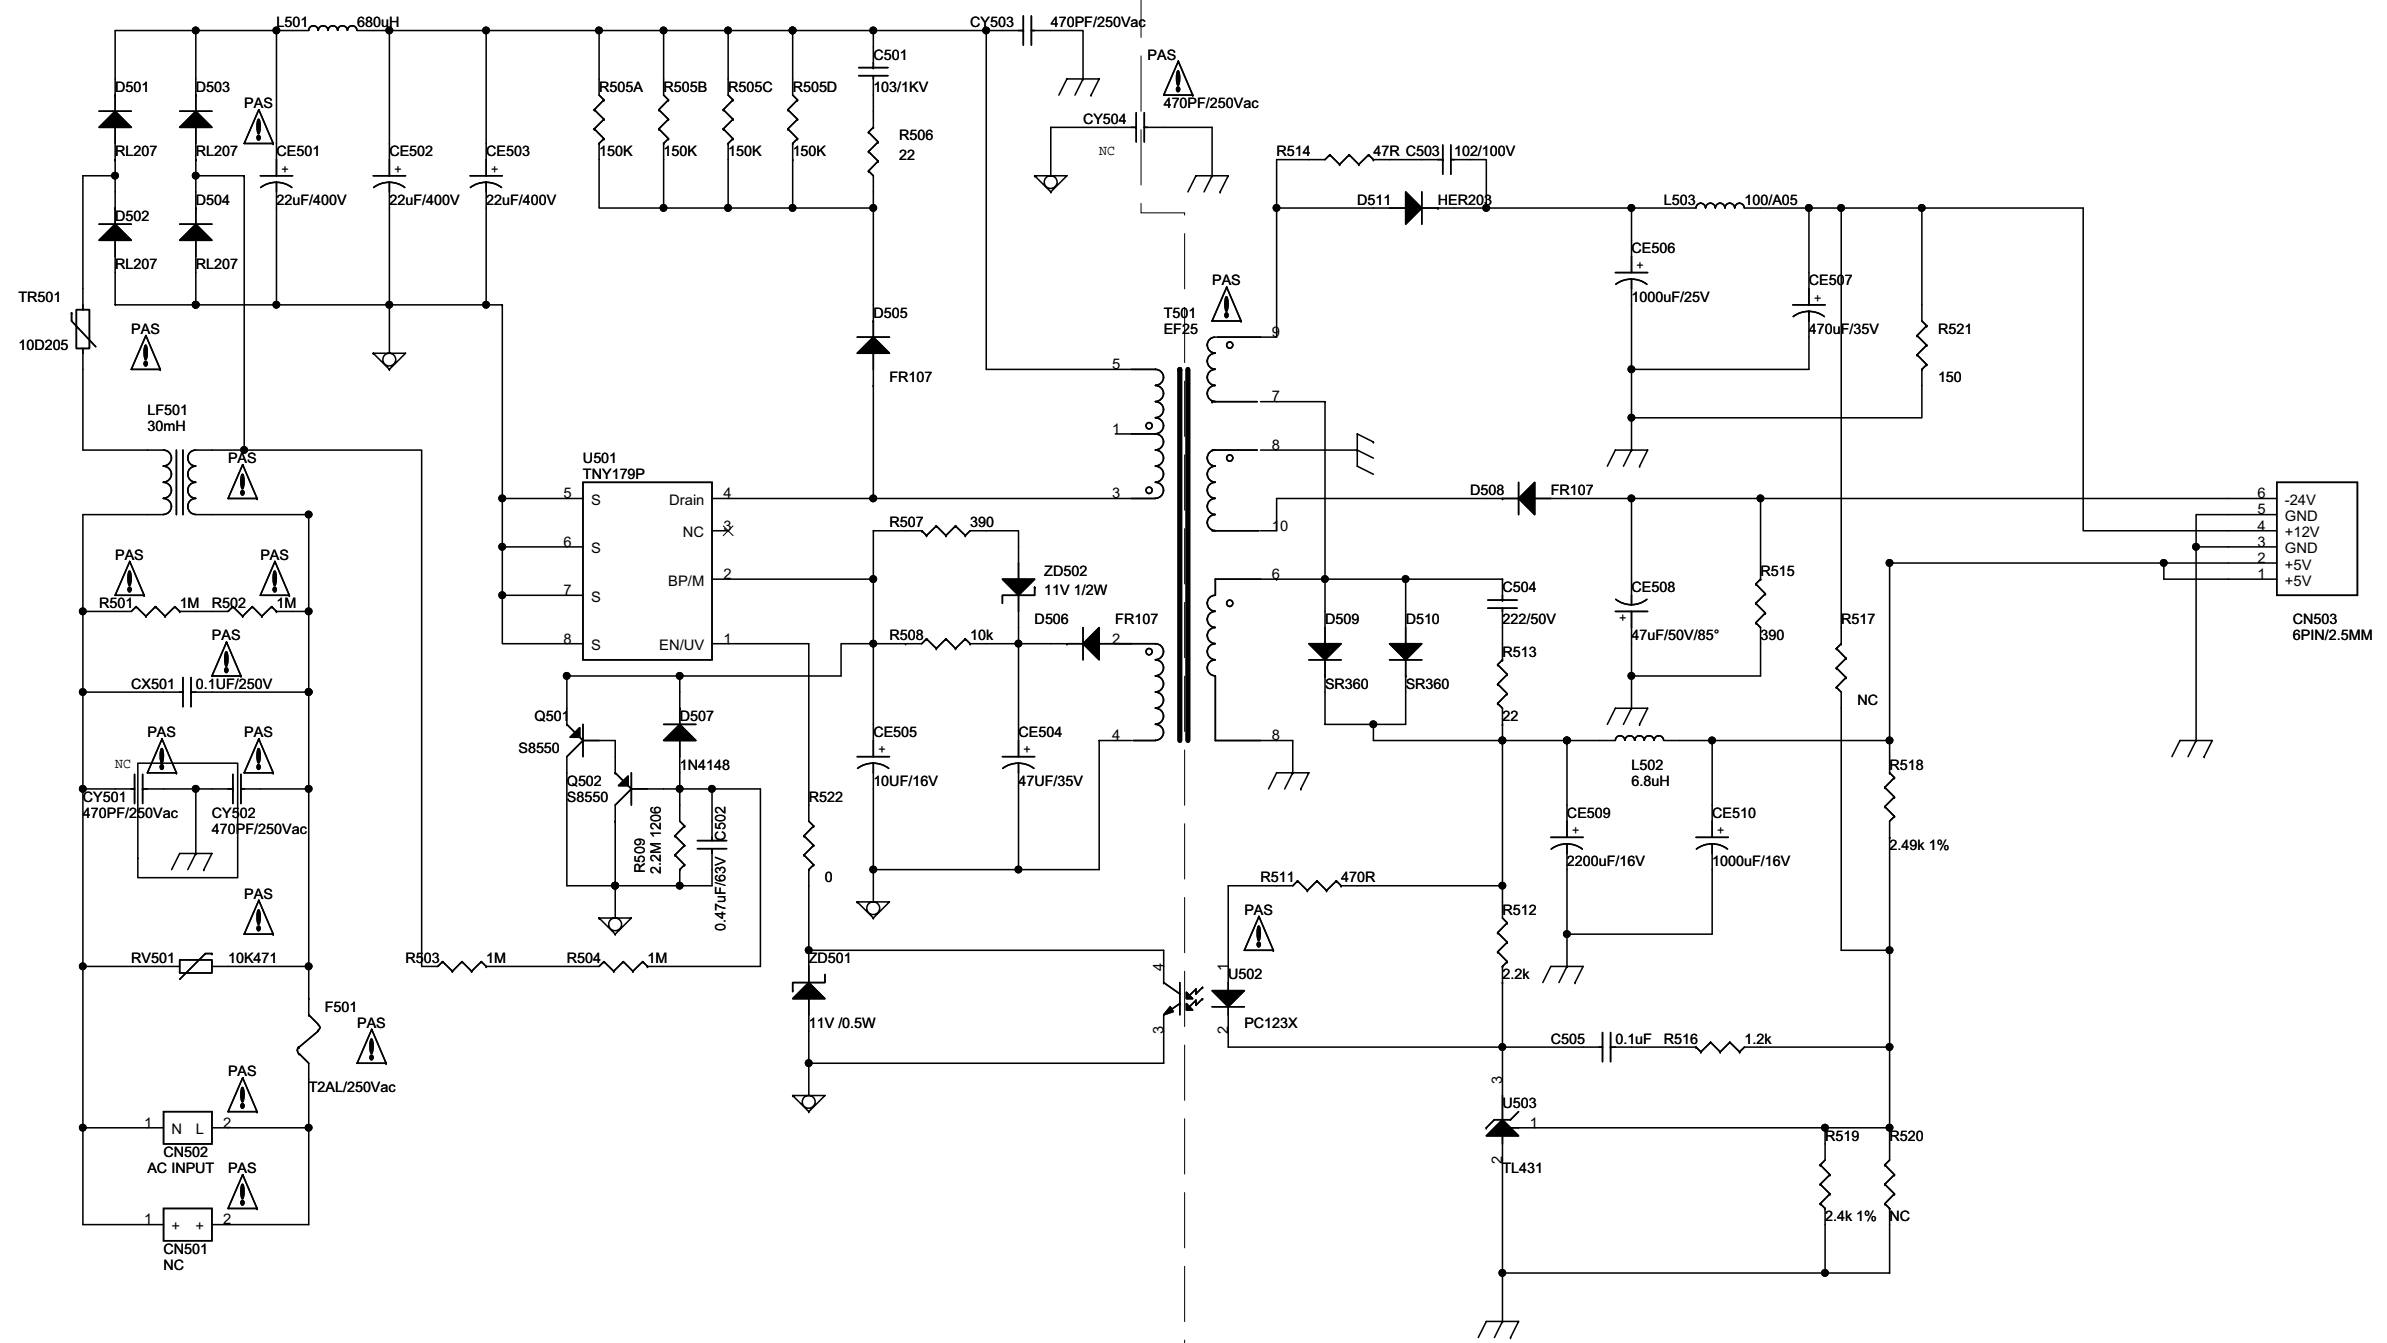 L501 680uH
CY503 470PF/250Vac
PAS
470PF/250Vac
CY504
NC
D501
RL207
D503
RL207
PAS
CE501
+
22uF/400V
CE502
+
22uF/400V
CE503
+
22uF/400V
D502
RL207
D504
RL207
R505A
150K
R505B
150K
R505C
150K
R505D
150K
C501
103/1KV
R506
22
D505
FR107
R514 47R C503 102/100V
D511 HER203
L503 100/A05
CE506
+
1000uF/25V
CE507
+
470uF/35V
R521
150
TR501
10D205
PAS
LF501
30mH
PAS
PAS
T501
EF25
5
1
3
2
4
9
7
8
10
6
8
U501
TNY179P
5 S Drain 4
6 S NC 3
7 S BP/M 2
8 S EN/UV 1
R507 390
ZD502
11V 1/2W
R508 10k
D506 FR107
CE505
+
10UF/16V
CE504
+
47UF/35V
D508 FR107
CE508
+
47uF/50V/85°
R515
390
R517
NC
6 -24V
5 GND
4 +12V
3 GND
2 +5V
1 +5V
CN503
6PIN/2.5MM
PAS
PAS
R501 1M R502 1M
PAS
CX501 0.1UF/250V
PAS
PAS
NC
CY501
470PF/250Vac
CY502
470PF/250Vac
PAS
RV501 10K471
F501
PAS
T2AL/250Vac
PAS
1 N L 2
CN502
AC INPUT
PAS
1 + + 2
CN501
NC
Q501
S8550
D507
1N4148
Q502
S8550
R509
2.2M 1206
C502
0.47uF/63V
R503 1M R504 1M
R522
0
ZD501
11V /0.5W
D509
SR360
D510
SR360
C504
222/50V
R513
22
L502
6.8uH
CE509
+
2200uF/16V
CE510
+
1000uF/16V
R518
2.49k 1%
R511 470R
PAS
R512
2.2k
4
3
1
2
U502
PC123X
C505 0.1uF R516 1.2k
3
U503
1
2
TL431
R519
2.4k 1%
R520
NC